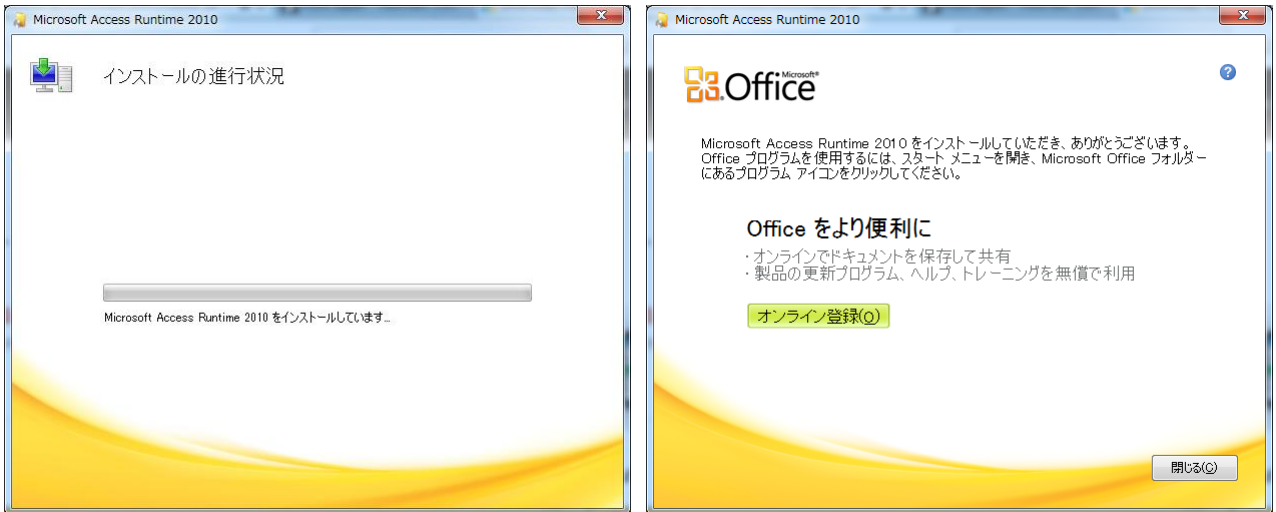 Microsoft Access Runtime 2010
インストールの進行状況
Microsoft Access Runtime 2010 をインストールしています...
Microsoft Access Runtime 2010
Microsoft®
Office
Microsoft Access Runtime 2010 をインストールしていただき、ありがとうございます。
Office プログラムを使用するには、スタート メニューを開き、Microsoft Office フォルダー
にあるプログラム アイコンをクリックしてください。
Office をより便利に
・オンラインでドキュメントを保存して共有
・製品の更新プログラム、ヘルプ、トレーニングを無償で利用
オンライン登録(O)
閉じる(C)